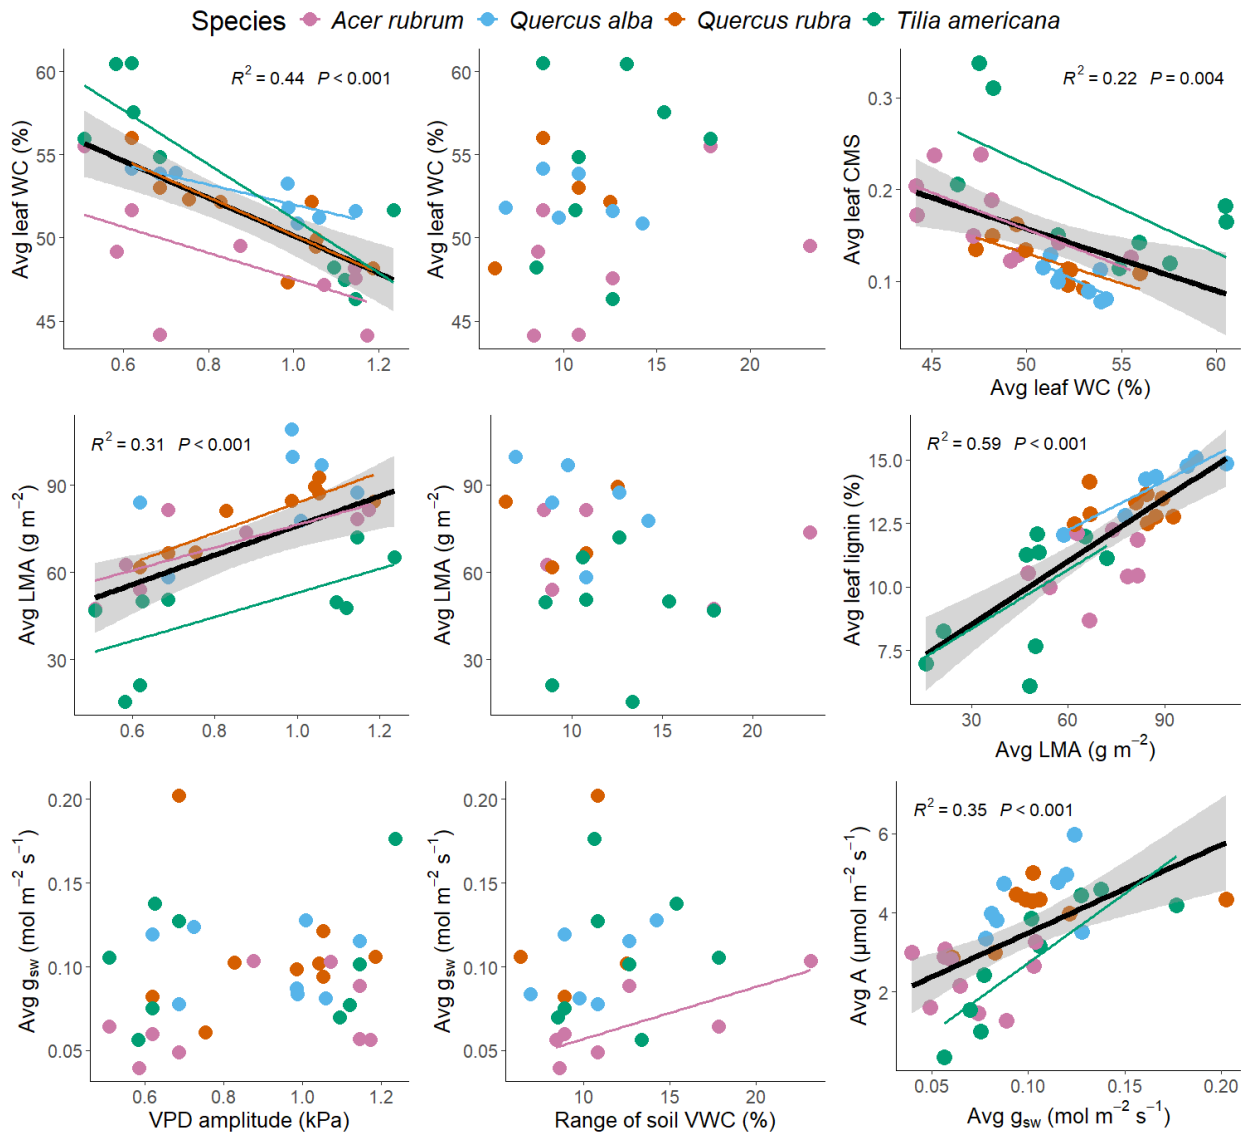 Species Acer rubrum Quercus alba Quercus rubra Tilia americana
Avg leaf WC (%)
60
55
50
45
R² = 0.44 P < 0.001
0.6 0.8 1.0 1.2
Avg leaf WC (%)
60
55
50
45
10 15 20
Avg leaf CMS
0.3
0.2
0.1
R² = 0.22 P = 0.004
45 50 55 60
Avg leaf WC (%)
Avg LMA (g m⁻²)
90
60
30
R² = 0.31 P < 0.001
0.6 0.8 1.0 1.2
Avg LMA (g m⁻²)
90
60
30
10 15 20
Avg leaf lignin (%)
15.0
12.5
10.0
7.5
R² = 0.59 P < 0.001
30 60 90
Avg LMA (g m⁻²)
Avg gsw (mol m⁻² s⁻¹)
0.20
0.15
0.10
0.05
0.6 0.8 1.0 1.2
VPD amplitude (kPa)
Avg gsw (mol m⁻² s⁻¹)
0.20
0.15
0.10
0.05
10 15 20
Range of soil VWC (%)
Avg A (μmol m⁻² s⁻¹)
6
4
2
R² = 0.35 P < 0.001
0.05 0.10 0.15 0.20
Avg gsw (mol m⁻² s⁻¹)